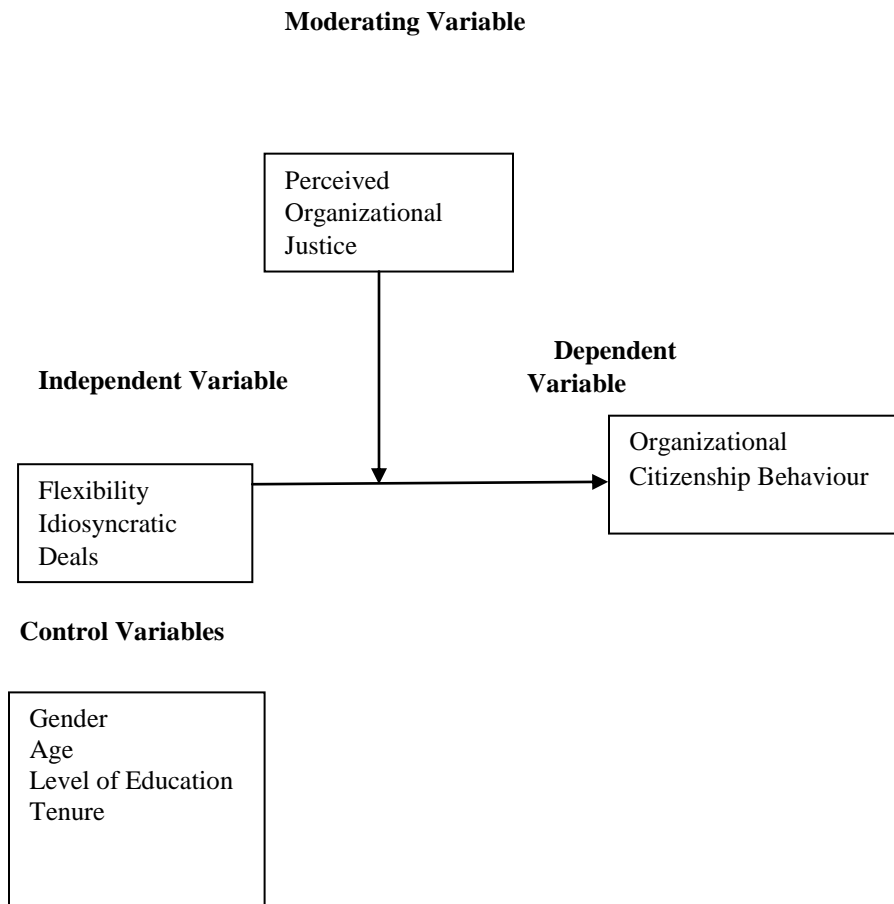 Moderating Variable
Perceived
Organizational
Justice
Independent Variable
Dependent
Variable
Organizational
Citizenship Behaviour
Flexibility
Idiosyncratic
Deals
Control Variables
Gender
Age
Level of Education
Tenure